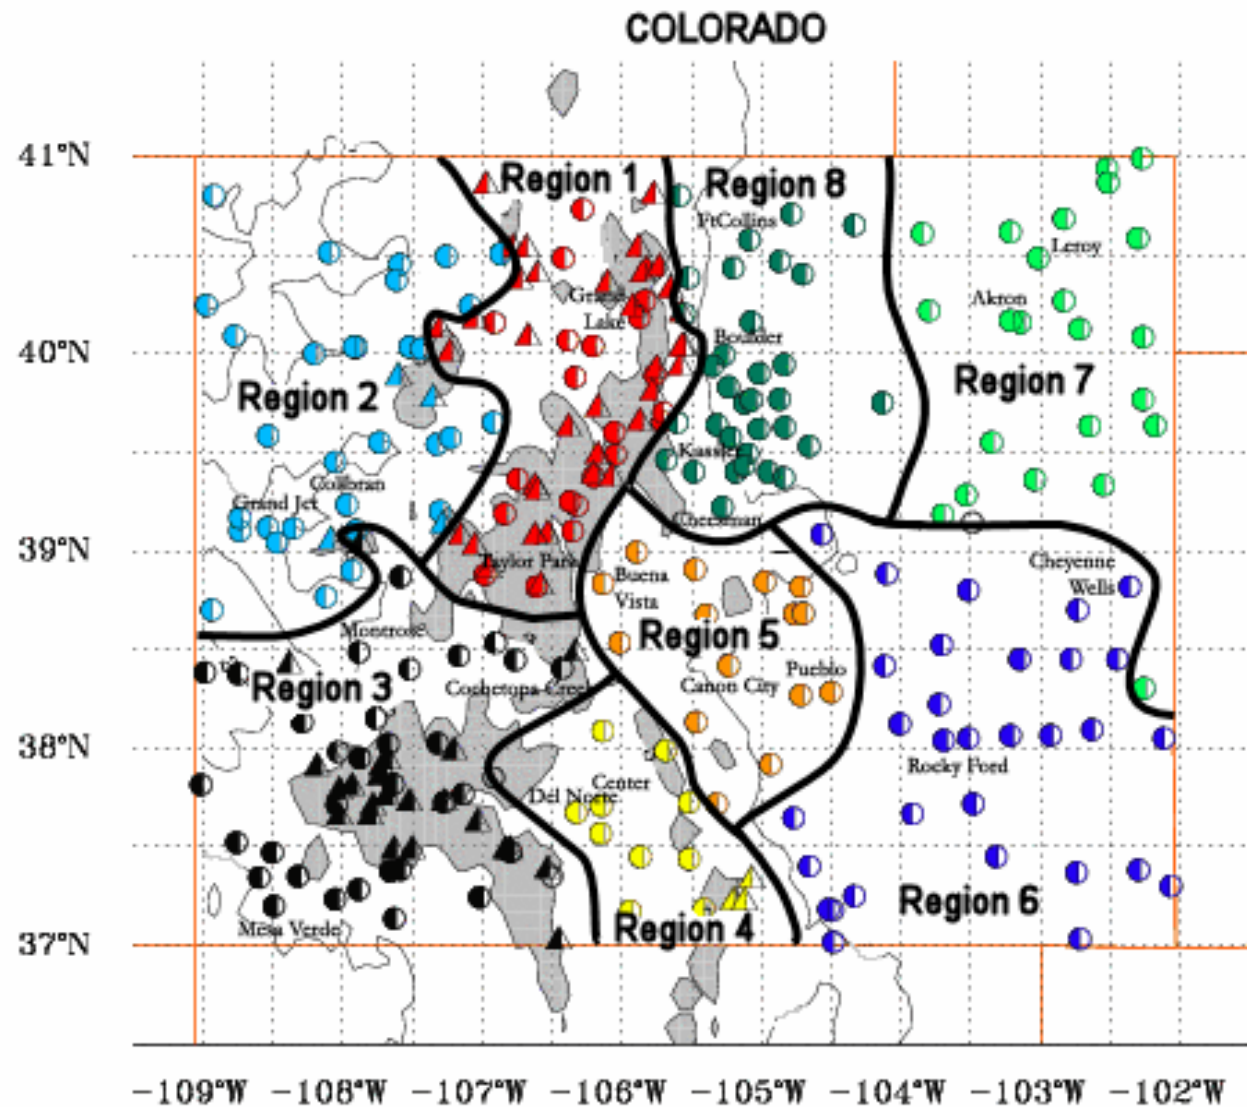 COLORADO
41°N
Region 1
Region 8
FtCollins
Leroy
Grand
Lake
Akron
40°N
Boulder
Region 2
Region 7
Kassler
Collbran
Grand Jct
Cheesman
39°N
Taylor Park
Buena
Vista
Cheyenne
Wells
Montrose
Region 5
Region 3
Cochetopa Creek
Canon City
Pueblo
38°N
Rocky Ford
Center
Del Norte
Region 6
Mesa Verde
Region 4
37°N
-109°W -108°W -107°W -106°W -105°W -104°W -103°W -102°W